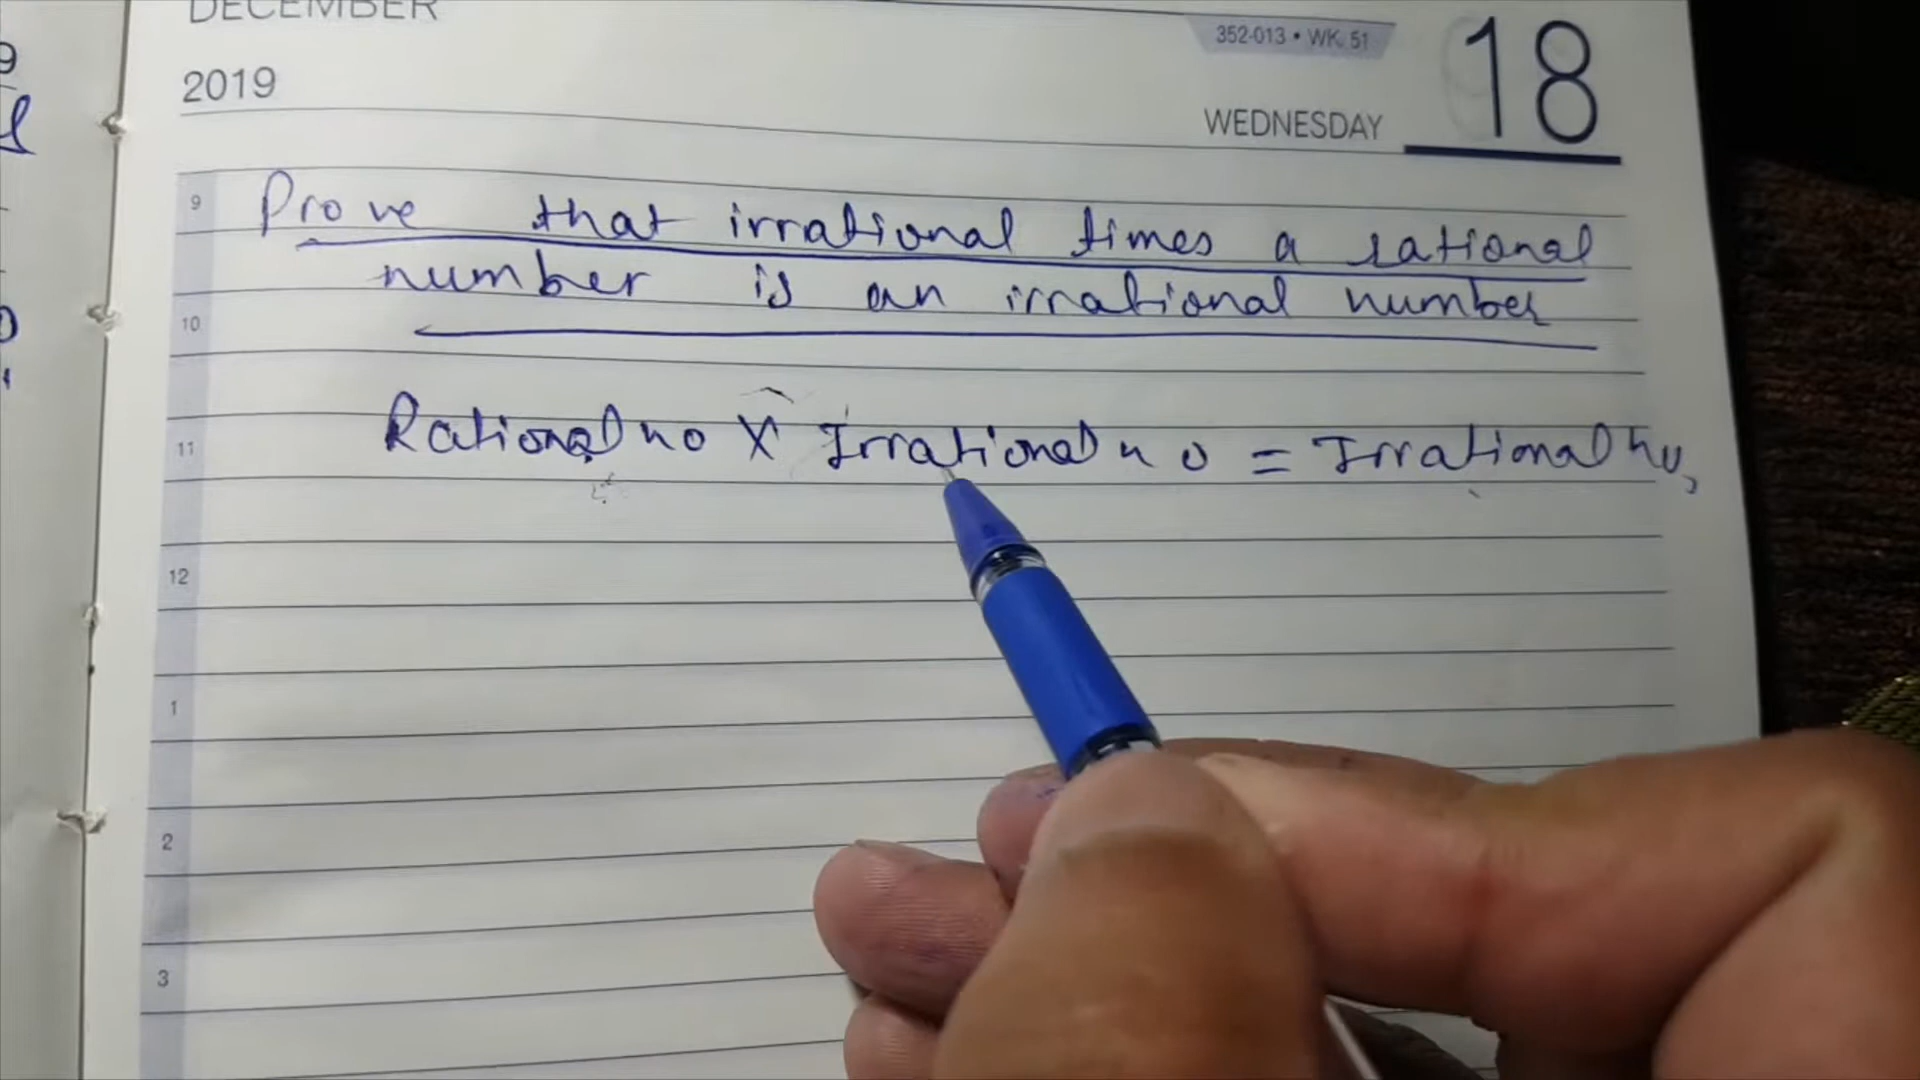 DECEMBER
352-013 • WK. 51
18
2019
WEDNESDAY
9
Prove that irrational times a rational
number is an irrational number
10
Rational no X Irrational no = Irrational no,
11
12
1
2
3